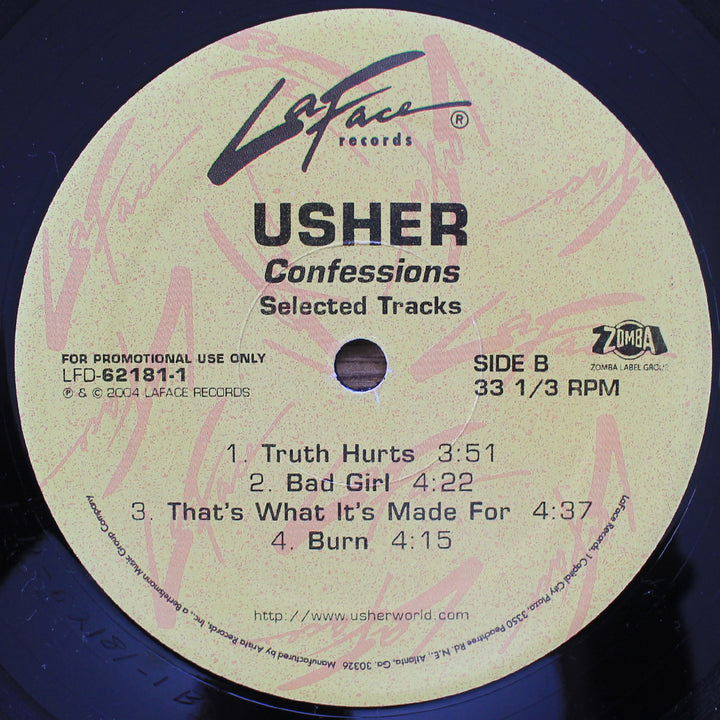 LaFace
records ®
USHER
Confessions
Selected Tracks
FOR PROMOTIONAL USE ONLY
LFD-62181-1
℗ & © 2004 LAFACE RECORDS
SIDE B
33 1/3 RPM
ZOMBA
ZOMBA LABEL GROUP
1. Truth Hurts 3:51
2. Bad Girl 4:22
3. That's What It's Made For 4:37
4. Burn 4:15
http://www.usherworld.com
LaFace Records, 1 Capital City Plaza, 3350 Peachtree Rd. N.E., Atlanta, Ga. 30326 Manufactured by Arista Records, Inc., a Bertelsmann Music Group Company